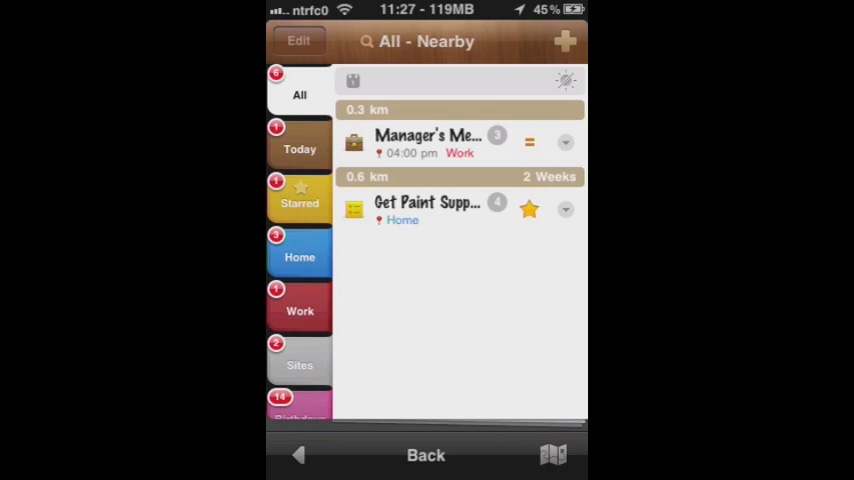 ntrfc0 11:27 - 119MB 45%
Edit All - Nearby
6
All
0.3 km
Manager's Me... 3
04:00 pm Work
1
Today
0.6 km 2 Weeks
Get Paint Supp... 4
Home
1
Starred
3
Home
1
Work
2
Sites
14
Birthdays
Back